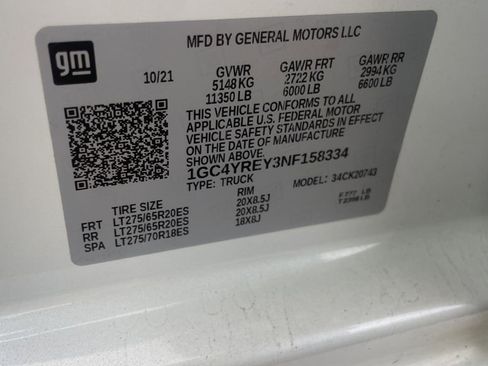 gm
MFD BY GENERAL MOTORS LLC
10/21 GVWR GAWR FRT GAWR RR
5148 KG 2722 KG 2994 KG
11350 LB 6000 LB 6600 LB
THIS VEHICLE CONFORMS TO ALL
APPLICABLE U.S. FEDERAL MOTOR
VEHICLE SAFETY STANDARDS IN EFFECT
ON THE DATE OF MANUFACTURE
1GC4YREY3NF158334
TYPE: TRUCK 34CK20743
TIRE SIZE RIM
FRT LT275/65R20ES 20X8.5J
RR LT275/65R20ES 20X8.5J
SPA LT275/70R18ES 18X8J